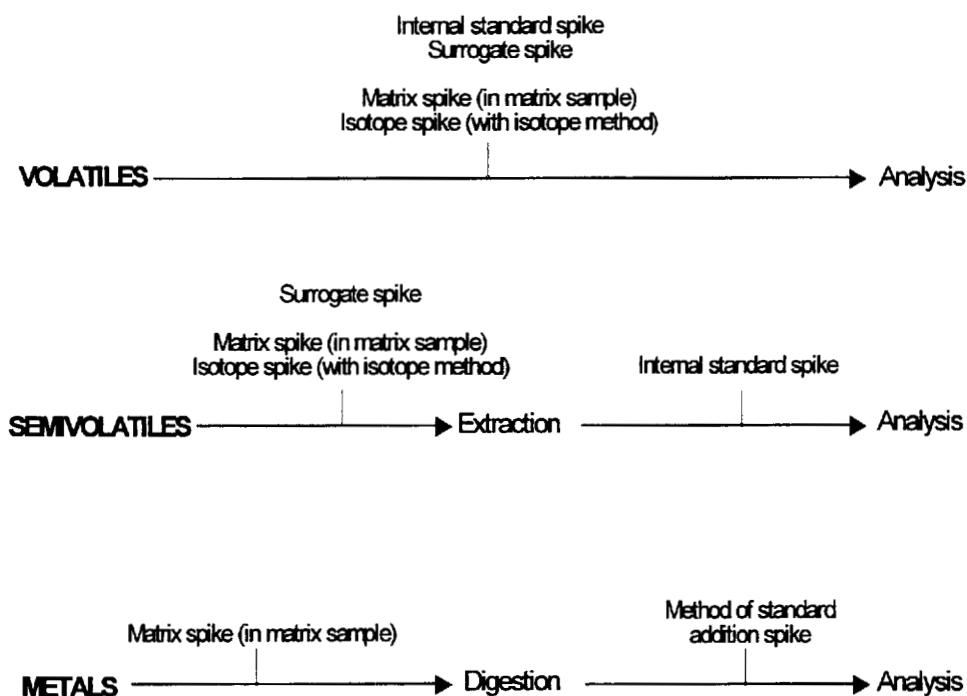 Internal standard spike
Surrogate spike
Matrix spike (in matrix sample)
Isotope spike (with isotope method)
VOLATILES
Analysis
Surrogate spike
Matrix spike (in matrix sample)
Isotope spike (with isotope method)
Internal standard spike
SEMIVOLATILES
Extraction
Analysis
Matrix spike (in matrix sample)
Method of standard
addition spike
METALS
Digestion
Analysis